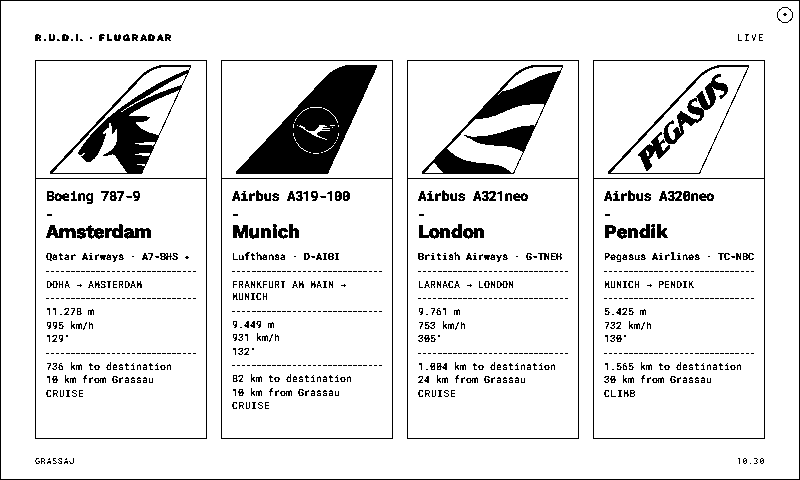 R.U.D.I. · FLUGRADAR
LIVE
PEGASUS
Boeing 787-9
-
Amsterdam
Qatar Airways · A7-BHS ✦
DOHA → AMSTERDAM
11.278 m
995 km/h
129°
736 km to destination
10 km from Grassau
CRUISE
Airbus A319-100
-
Munich
Lufthansa · D-AIBI
FRANKFURT AM MAIN →
MUNICH
9.449 m
931 km/h
132°
82 km to destination
10 km from Grassau
CRUISE
Airbus A321neo
-
London
British Airways · G-TNEH
LARNACA → LONDON
9.761 m
753 km/h
305°
1.004 km to destination
24 km from Grassau
CRUISE
Airbus A320neo
-
Pendik
Pegasus Airlines · TC-NBC
MUNICH → PENDIK
5.425 m
732 km/h
130°
1.565 km to destination
30 km from Grassau
CLIMB
GRASSAU
10.30